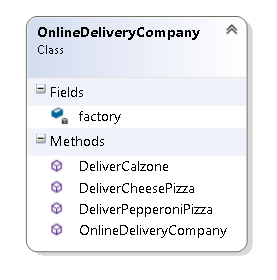 OnlineDeliveryCompany
Class
Fields
factory
Methods
DeliverCalzone
DeliverCheesePizza
DeliverPepperoniPizza
OnlineDeliveryCompany